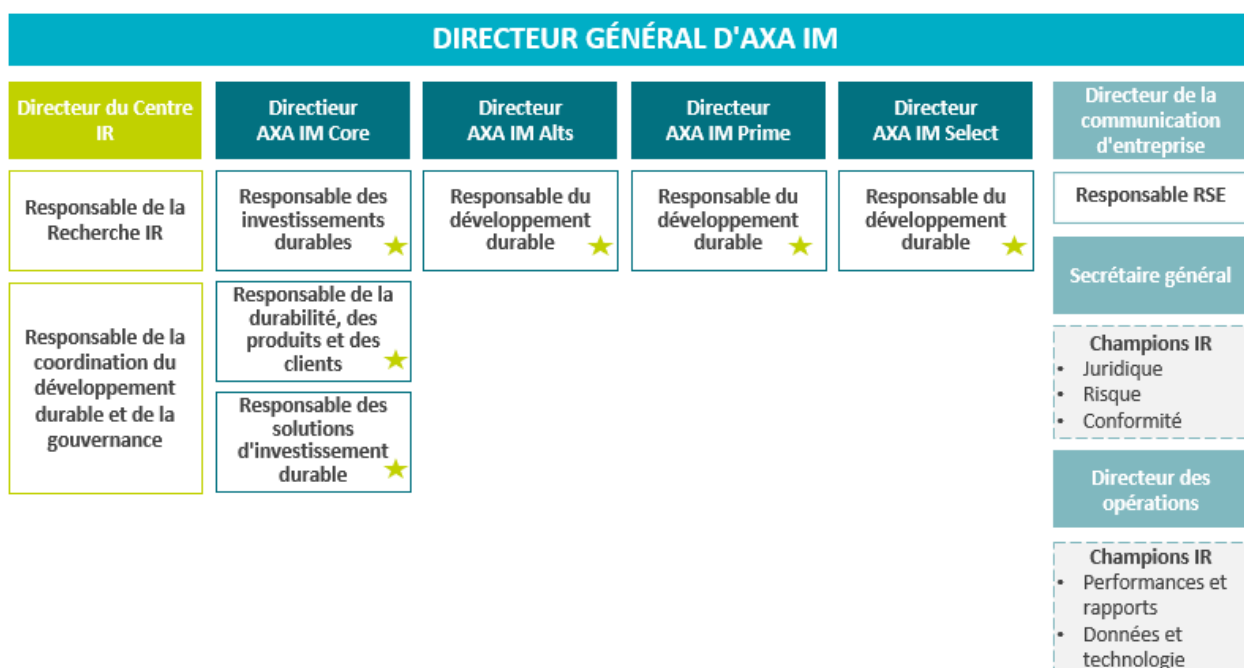 DIRECTEUR GÉNÉRAL D'AXA IM
Directeur du Centre
IR
Responsable de la
Recherche IR
Responsable de la
coordination du
développement
durable et de la
gouvernance
Directieur
AXA IM Core
Responsable des
investissements
durables
Responsable de la
durabilité, des
produits et des
clients
Responsable des
solutions
d'investissement
durable
Directeur
AXA IM Alts
Responsable du
développement
durable
Directeur
AXA IM Prime
Responsable du
développement
durable
Directeur
AXA IM Select
Responsable du
développement
durable
Directeur de la
communication
d'entreprise
Responsable RSE
Secrétaire général
Champions IR
• Juridique
• Risque
• Conformité
Directeur des
opérations
Champions IR
• Performances et
rapports
• Données et
technologie